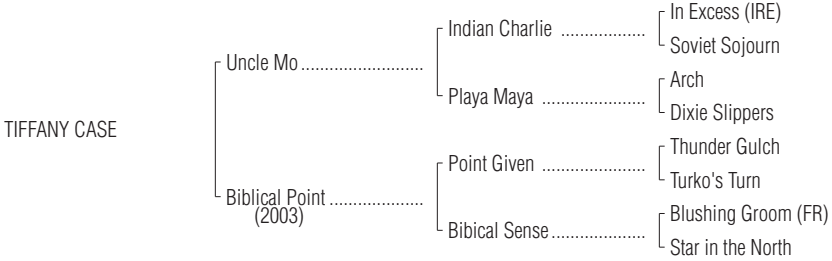 In Excess (IRE)
Indian Charlie ...................
Soviet Sojourn
Uncle Mo ..........................
Arch
Playa Maya ......................
Dixie Slippers
TIFFANY CASE
Thunder Gulch
Point Given ......................
Turko's Turn
Biblical Point ....................
(2003)
Blushing Groom (FR)
Bibical Sense ....................
Star in the North